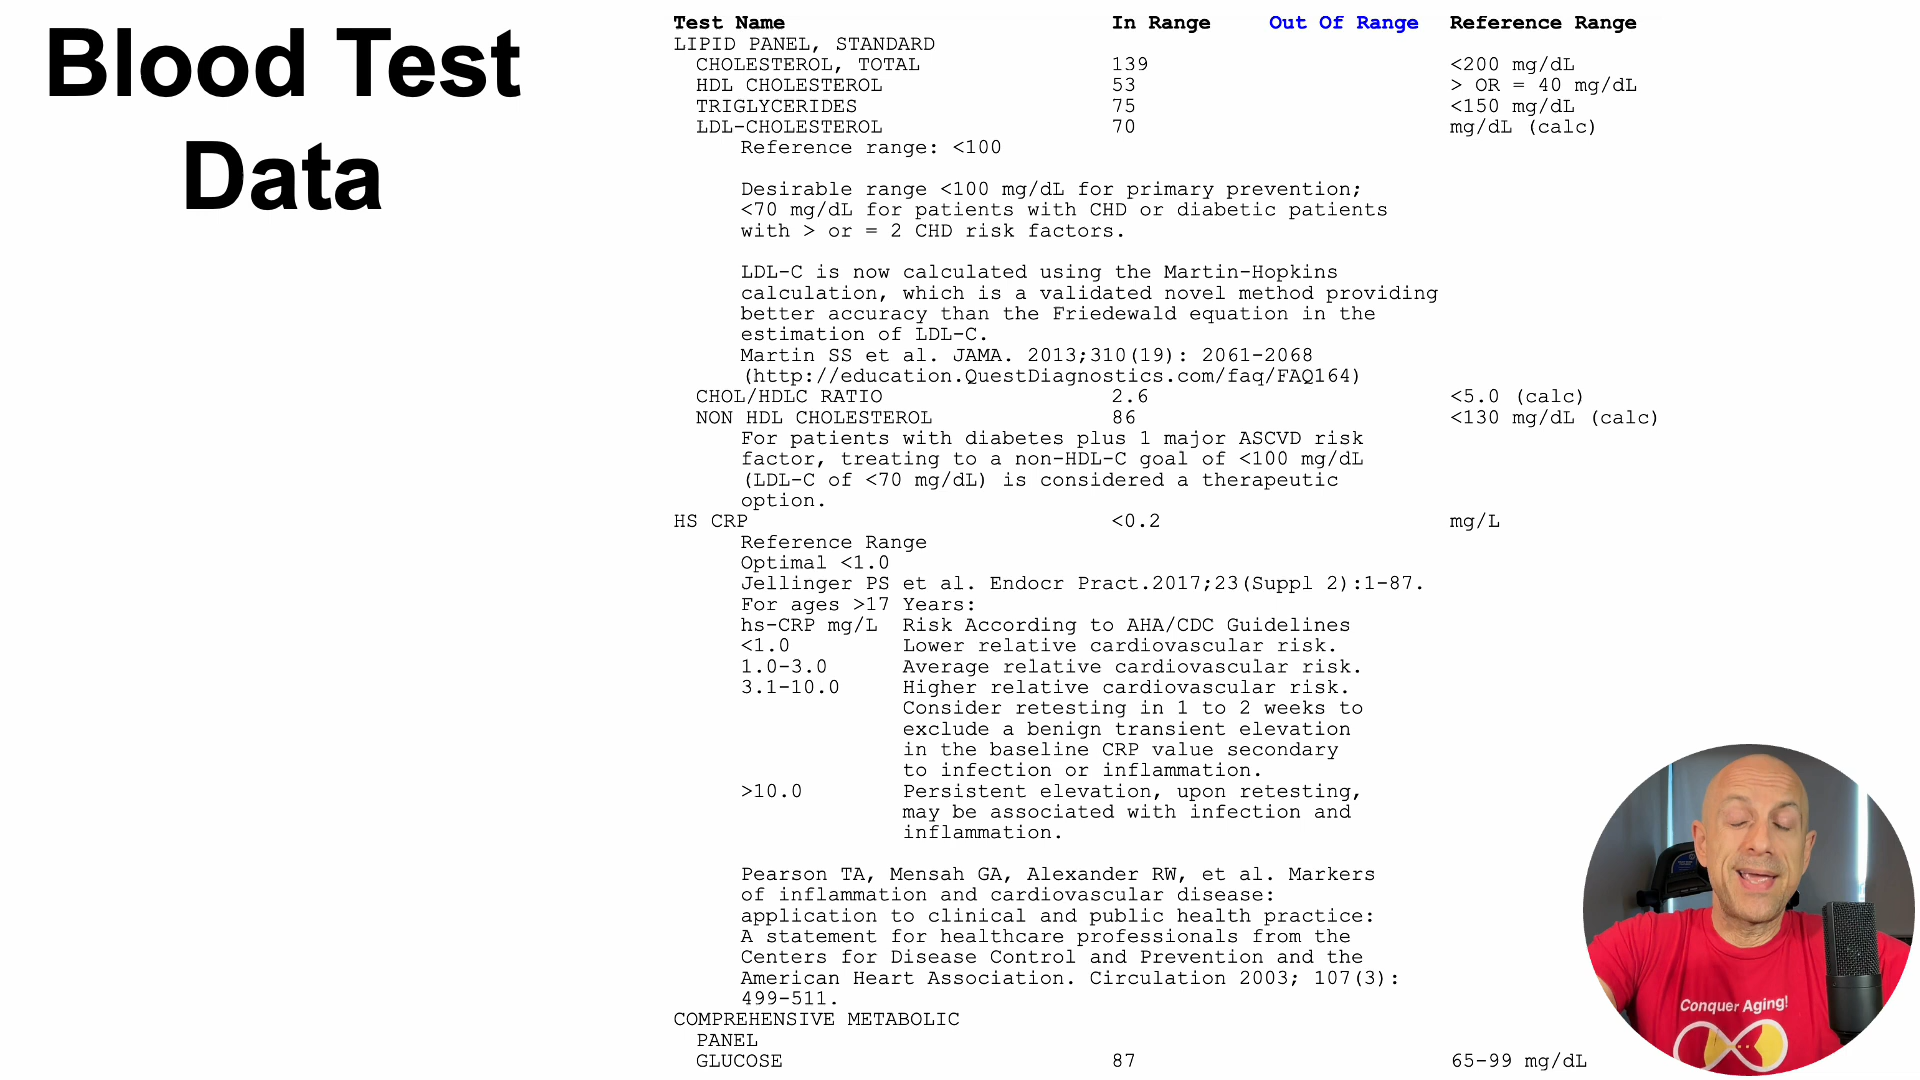 Blood Test
Data
Test Name In Range Out Of Range Reference Range
LIPID PANEL, STANDARD
CHOLESTEROL, TOTAL 139 <200 mg/dL
HDL CHOLESTEROL 53 > OR = 40 mg/dL
TRIGLYCERIDES 75 <150 mg/dL
LDL-CHOLESTEROL 70 mg/dL (calc)
Reference range: <100
Desirable range <100 mg/dL for primary prevention;
<70 mg/dL for patients with CHD or diabetic patients
with > or = 2 CHD risk factors.
LDL-C is now calculated using the Martin-Hopkins
calculation, which is a validated novel method providing
better accuracy than the Friedewald equation in the
estimation of LDL-C.
Martin SS et al. JAMA. 2013;310(19): 2061-2068
(http://education.QuestDiagnostics.com/faq/FAQ164)
CHOL/HDLC RATIO 2.6 <5.0 (calc)
NON HDL CHOLESTEROL 86 <130 mg/dL (calc)
For patients with diabetes plus 1 major ASCVD risk
factor, treating to a non-HDL-C goal of <100 mg/dL
(LDL-C of <70 mg/dL) is considered a therapeutic
option.
HS CRP <0.2 mg/L
Reference Range
Optimal <1.0
Jellinger PS et al. Endocr Pract.2017;23(Suppl 2):1-87.
For ages >17 Years:
hs-CRP mg/L Risk According to AHA/CDC Guidelines
<1.0 Lower relative cardiovascular risk.
1.0-3.0 Average relative cardiovascular risk.
3.1-10.0 Higher relative cardiovascular risk.
Consider retesting in 1 to 2 weeks to
exclude a benign transient elevation
in the baseline CRP value secondary
to infection or inflammation.
>10.0 Persistent elevation, upon retesting,
may be associated with infection and
inflammation.
Pearson TA, Mensah GA, Alexander RW, et al. Markers
of inflammation and cardiovascular disease:
application to clinical and public health practice:
A statement for healthcare professionals from the
Centers for Disease Control and Prevention and the
American Heart Association. Circulation 2003; 107(3):
499-511.
COMPREHENSIVE METABOLIC
PANEL
GLUCOSE 87 65-99 mg/dL
Conquer Aging!